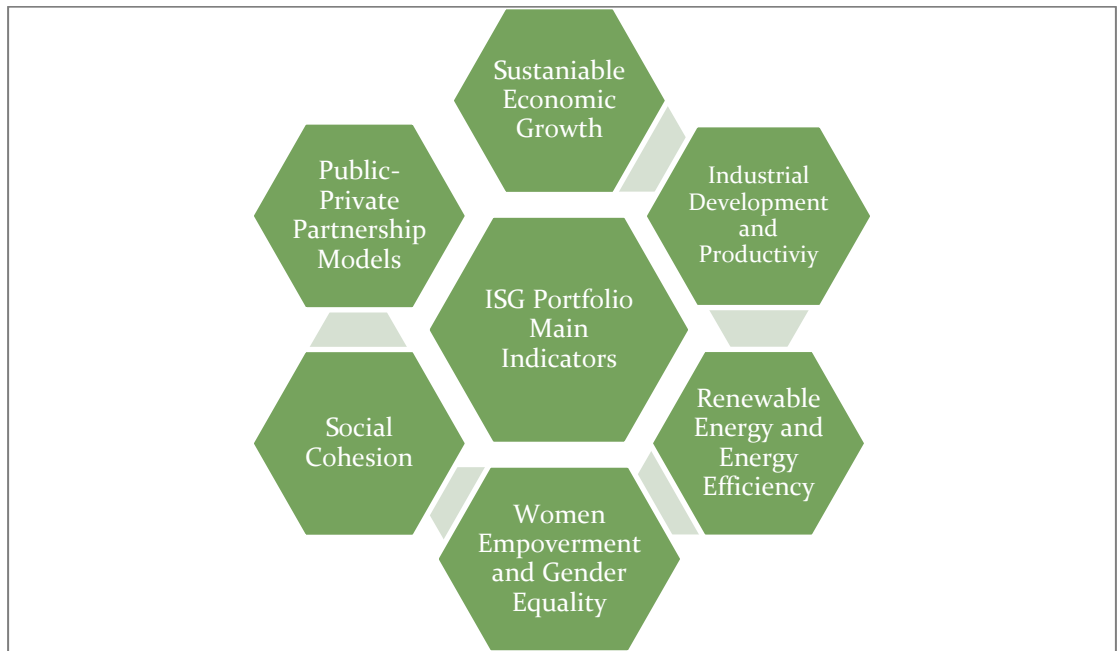 Sustaniable
Economic
Growth
Public-
Private
Partnership
Models
Industrial
Development
and
Productiviy
ISG Portfolio
Main
Indicators
Social
Cohesion
Renewable
Energy and
Energy
Efficiency
Women
Empoverment
and Gender
Equality